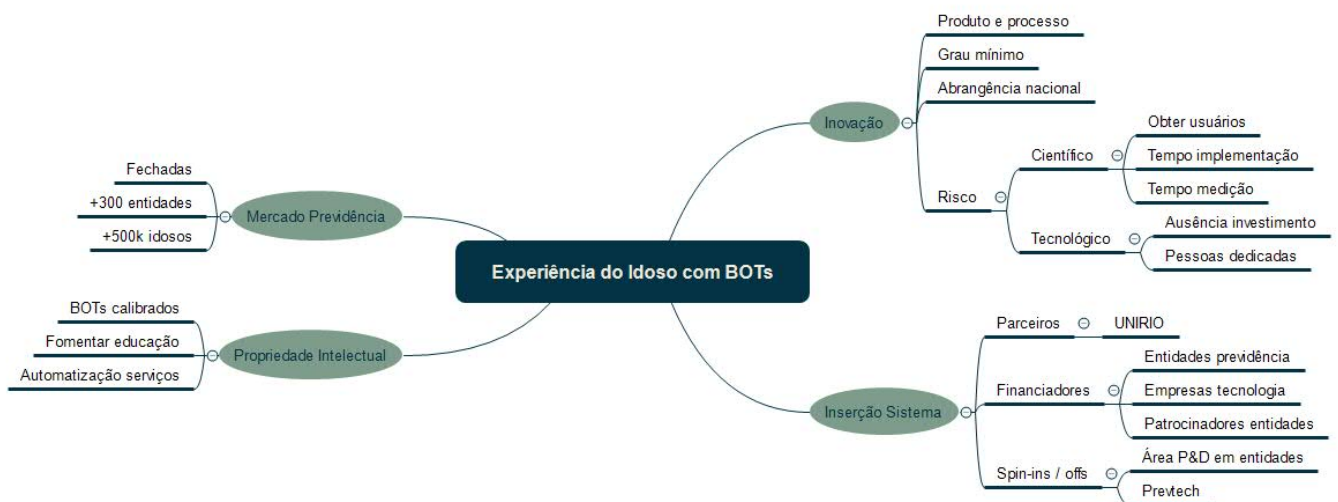 Experiência do Idoso com BOTs
Inovação
Produto e processo
Grau mínimo
Abrangência nacional
Risco
Científico
Obter usuários
Tempo implementação
Tempo medição
Tecnológico
Ausência investimento
Pessoas dedicadas
Inserção Sistema
Parceiros
UNIRIO
Financiadores
Entidades previdência
Empresas tecnologia
Patrocinadores entidades
Spin-ins / offs
Área P&D em entidades
Prevtech
Mercado Previdência
Fechadas
+300 entidades
+500k idosos
Propriedade Intelectual
BOTs calibrados
Fomentar educação
Automatização serviços